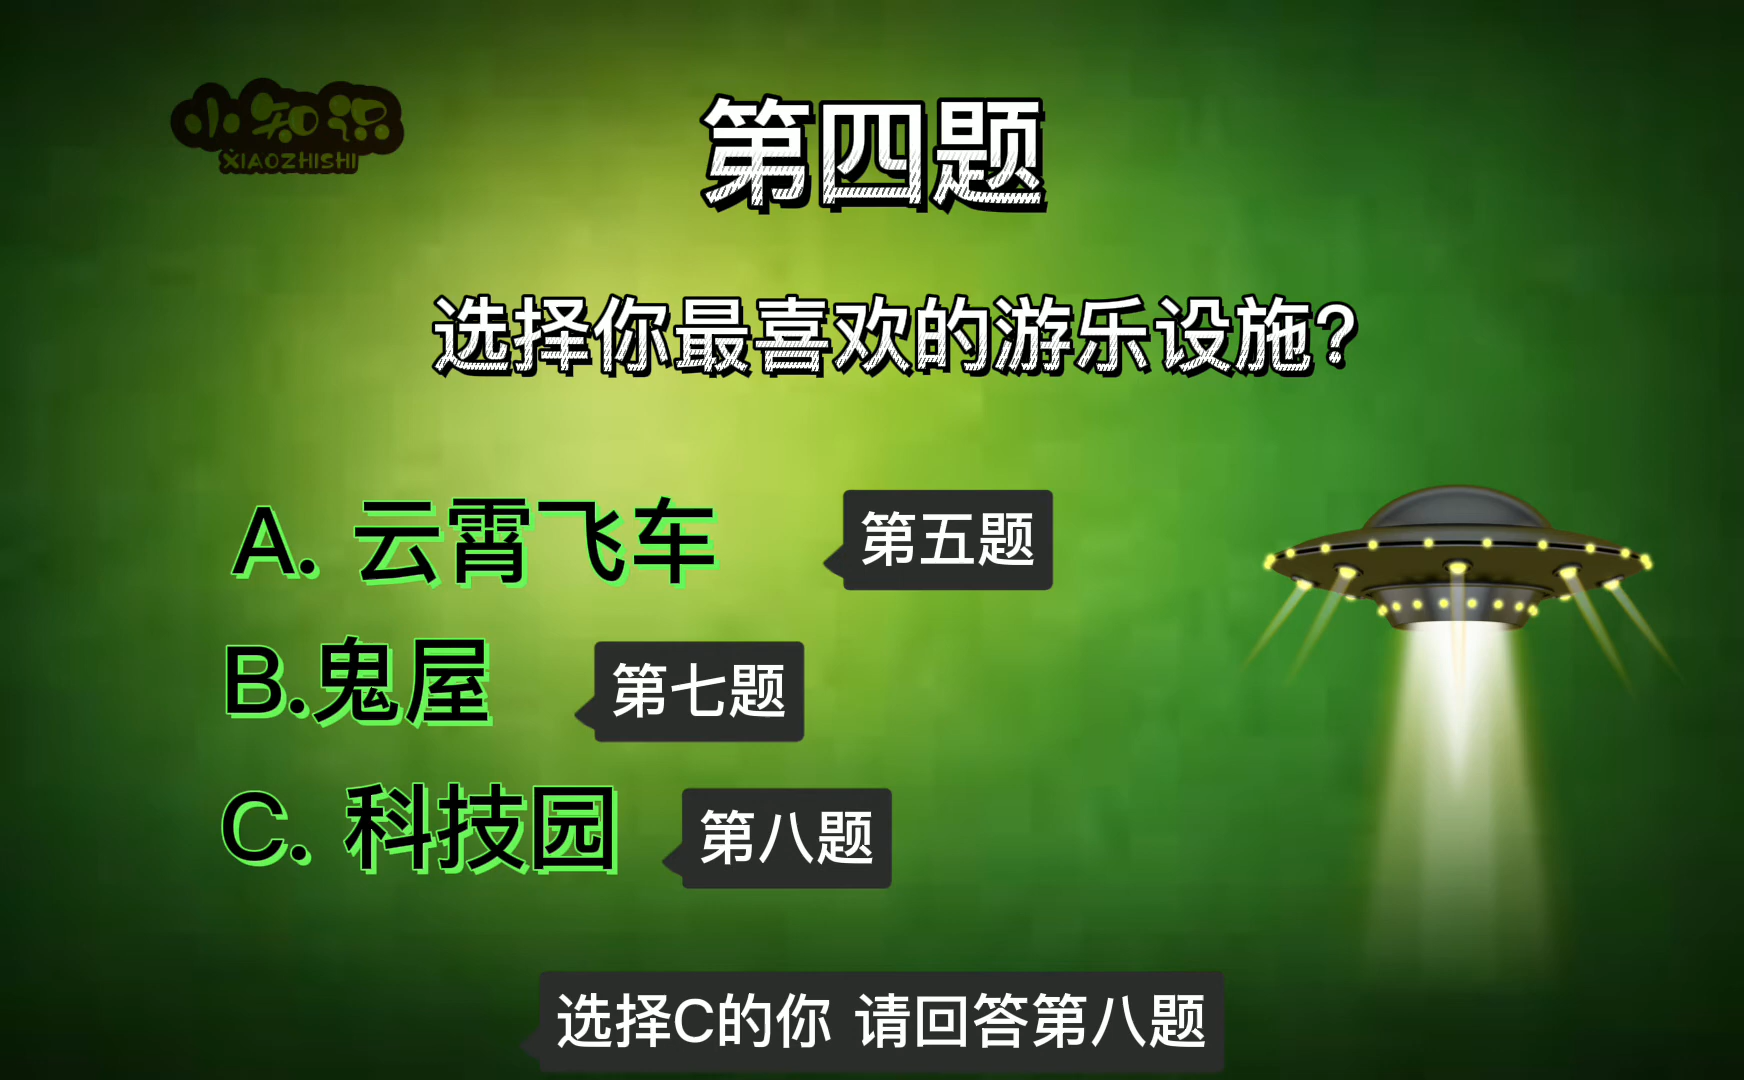 小知识
XIAOZHISHI
第四题
选择你最喜欢的游乐设施?
A. 云霄飞车 第五题
B.鬼屋 第七题
C. 科技园 第八题
选择C的你 请回答第八题